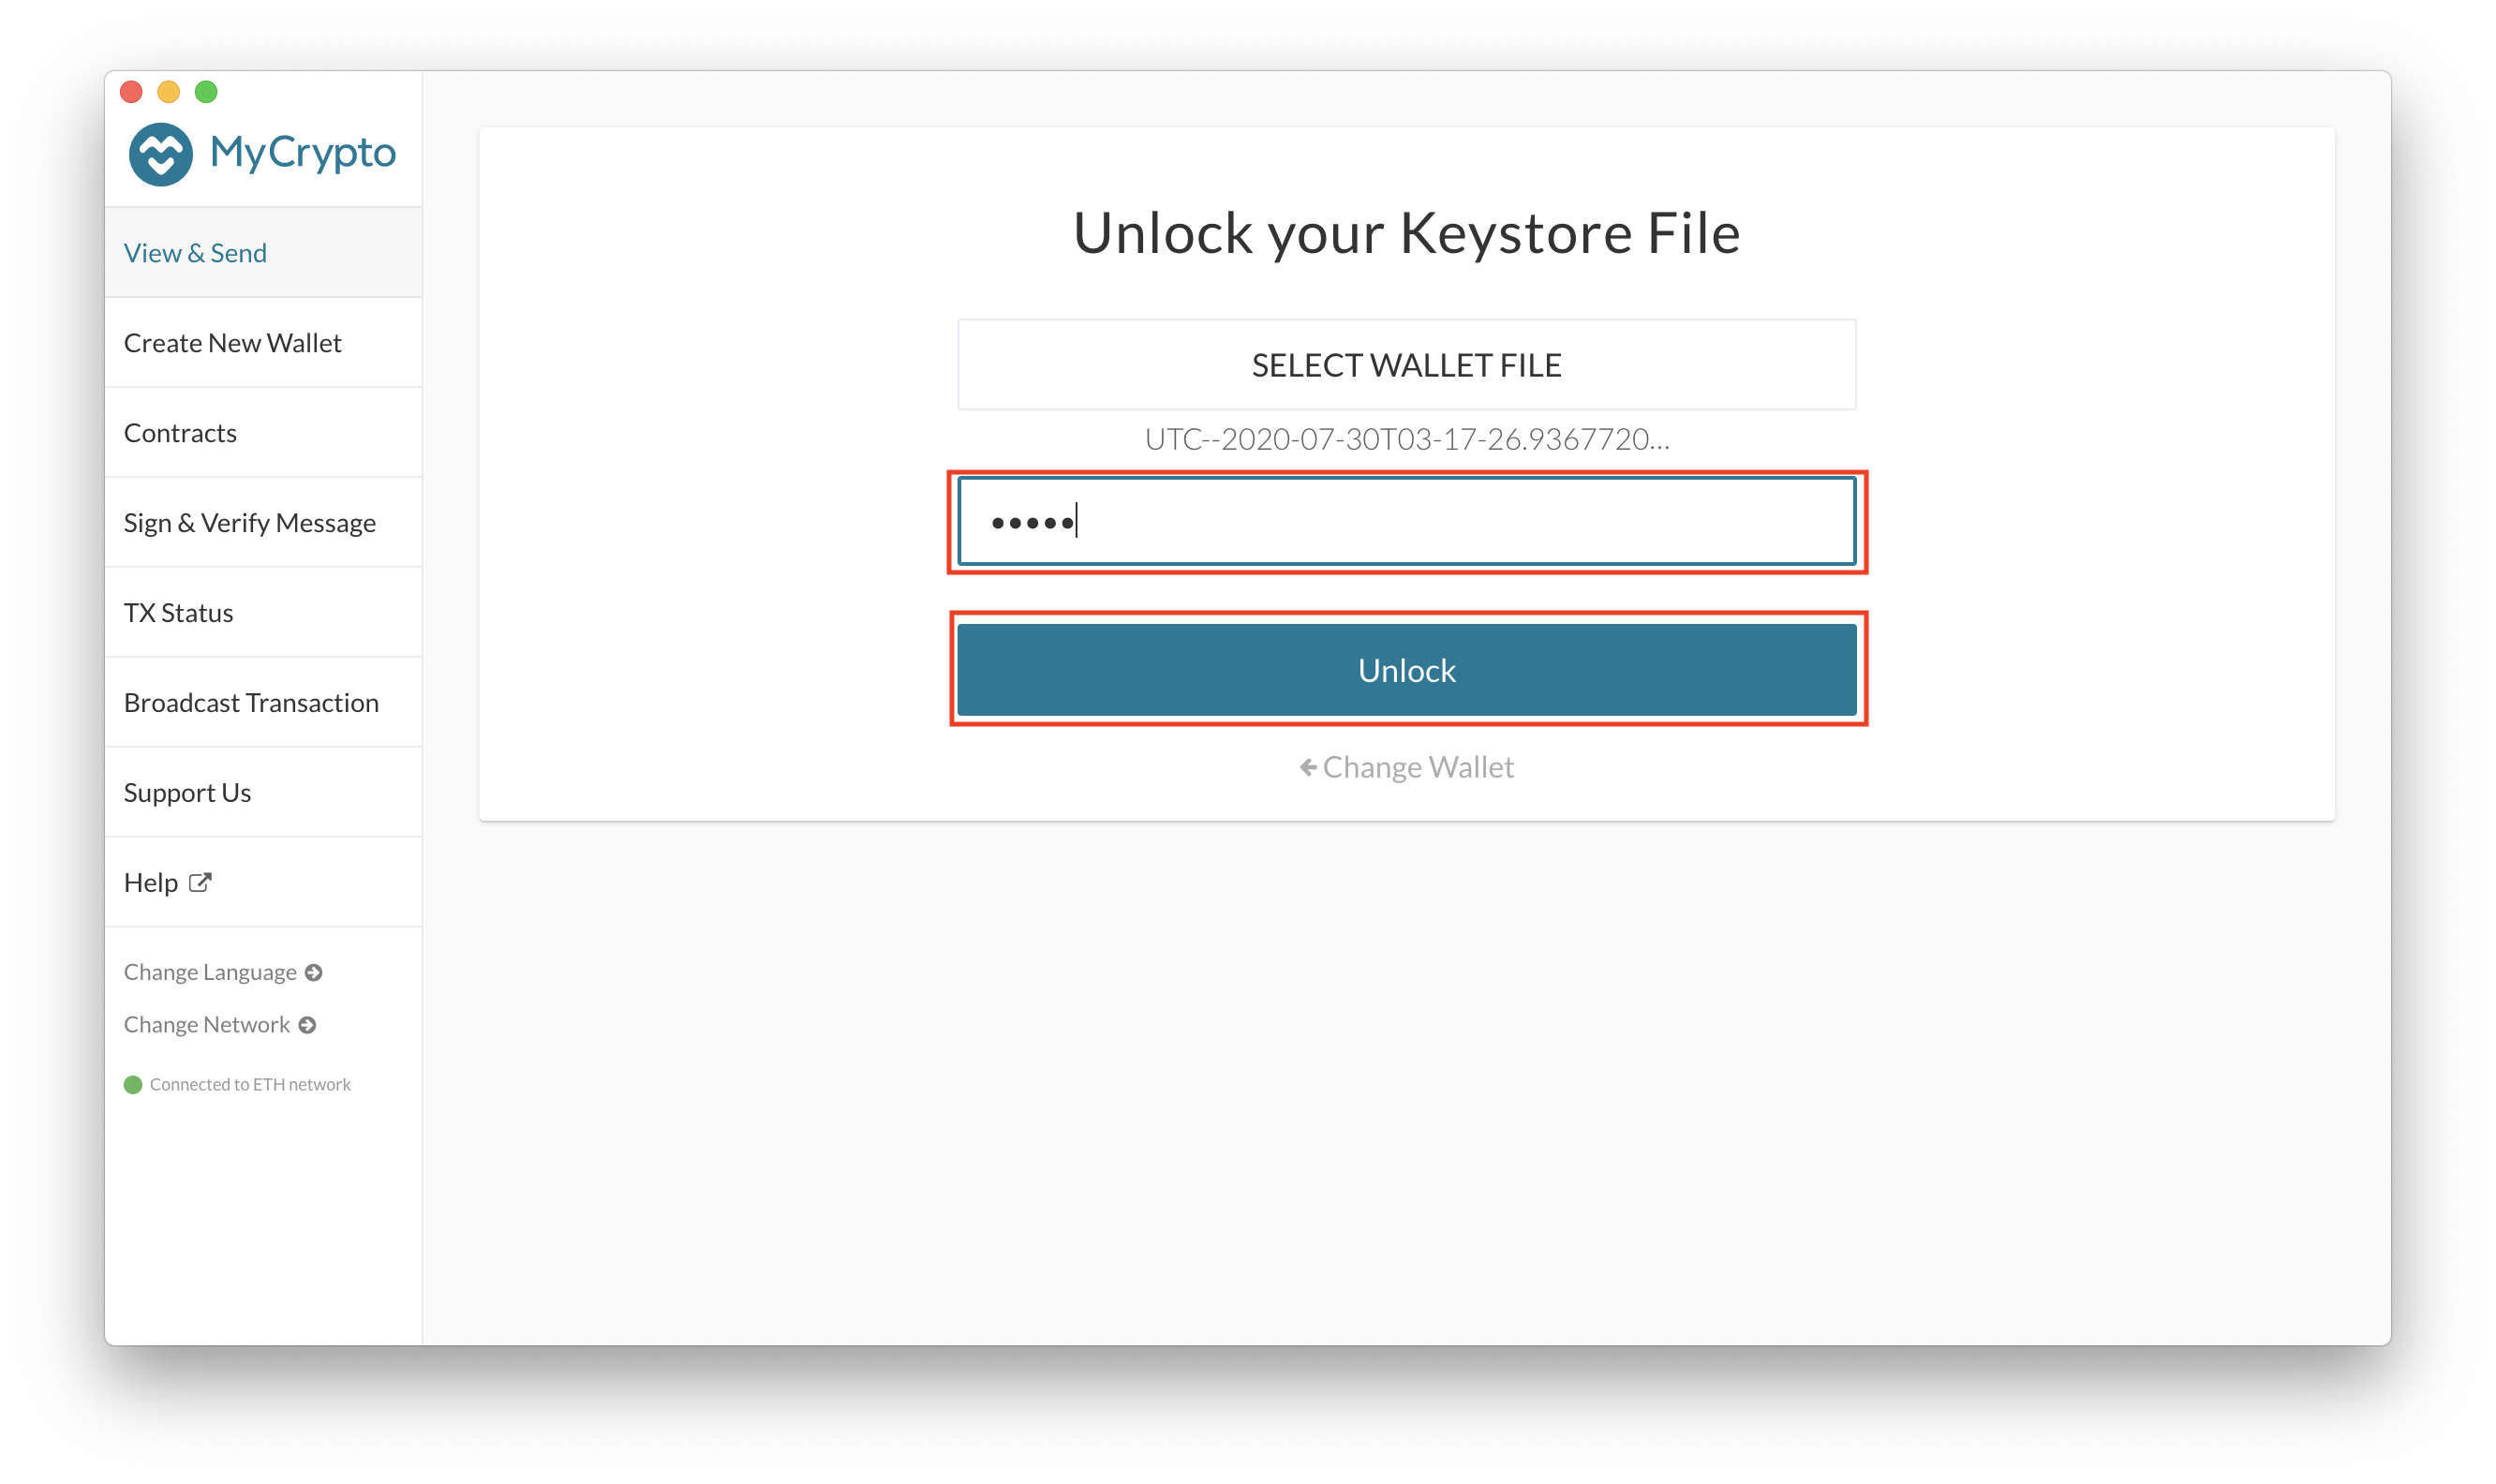 MyCrypto
View & Send
Create New Wallet
Contracts
Sign & Verify Message
TX Status
Broadcast Transaction
Support Us
Help
Change Language
Change Network
Connected to ETH network
Unlock your Keystore File
SELECT WALLET FILE
UTC--2020-07-30T03-17-26.9367720...
•••••
Unlock
Change Wallet